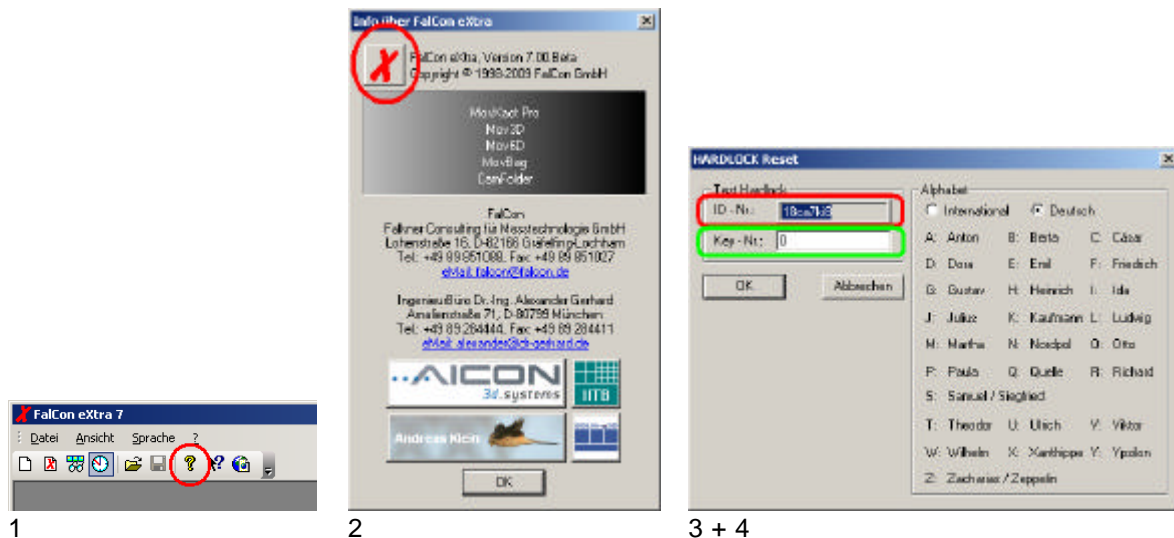 FalCon eXtra 7
Datei Ansicht Sprache ?
1
Info über FalCon eXtra
FalCon eXtra, Version 7.00 Beta
Copyright © 1998-2009 FalCon GmbH
MovXact Pro
Mov3D
Mov6D
MovBag
CamFolder
FalCon
Falkner Consulting für Messtechnologie GmbH
Lohenstraße 16, D-82166 Gräfelfing-Lochham
Tel.: +49 89 851088, Fax: +49 89 851027
eMail: falcon@falcon.de
Ingenieurbüro Dr.-Ing. Alexander Gerhard
Amalienstraße 71, D-80799 München
Tel.: +49 89 284444, Fax: +49 89 284411
eMail: alexander@dr-gerhard.de
AICON
3d.systems
IITB
Andreas Klein
OK
2
HARDLOCK Reset
Test Hardlock
ID - Nr.:
Key - Nr.: 0
OK Abbrechen
Alphabet
International Deutsch
A: Anton B: Berta C: Cäsar
D: Dora E: Emil F: Friedrich
G: Gustav H: Heinrich I: Ida
J: Julius K: Kaufmann L: Ludwig
M: Martha N: Nordpol O: Otto
P: Paula Q: Quelle R: Richard
S: Samuel / Siegfried
T: Theodor U: Ulrich V: Viktor
W: Wilhelm X: Xanthippe Y: Ypsilon
Z: Zacharias / Zeppelin
3 + 4